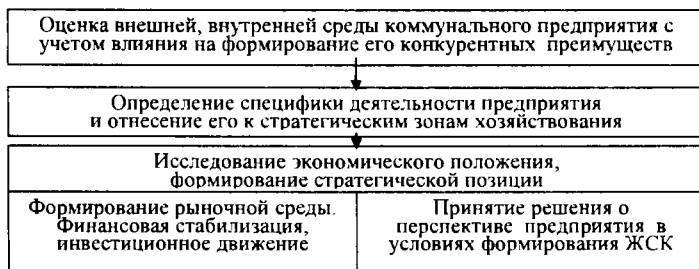 Оценка внешней, внутренней среды коммунального предприятия с
учетом влияния на формирование его конкурентных преимуществ
Определение специфики деятельности предприятия
и отнесение его к стратегическим зонам хозяйствования
Исследование экономического положения,
формирование стратегической позиции
Формирование рыночной среды.
Финансовая стабилизация,
инвестиционное движение
Принятие решения о
перспективе предприятия в
условиях формирования ЖСК